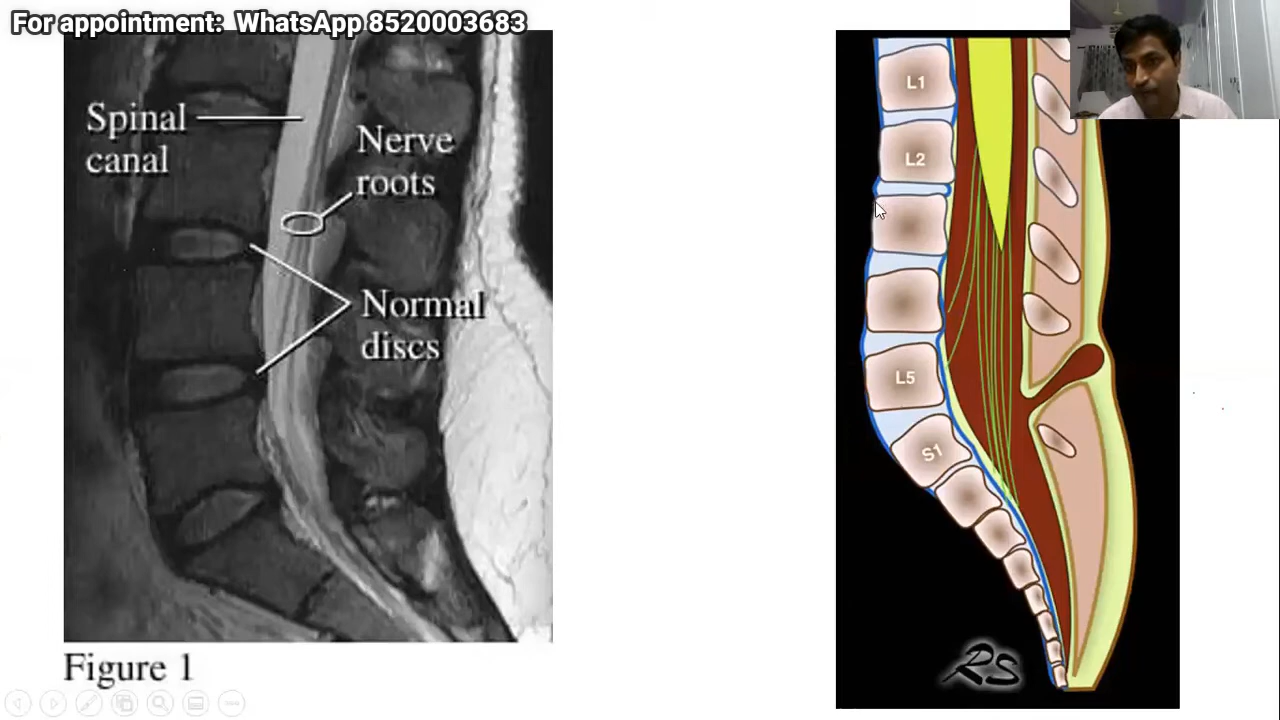 For appointment: WhatsApp 8520003683
Spinal
canal
Nerve
roots
Normal
discs
Figure 1
L1
L2
L5
S1
RS